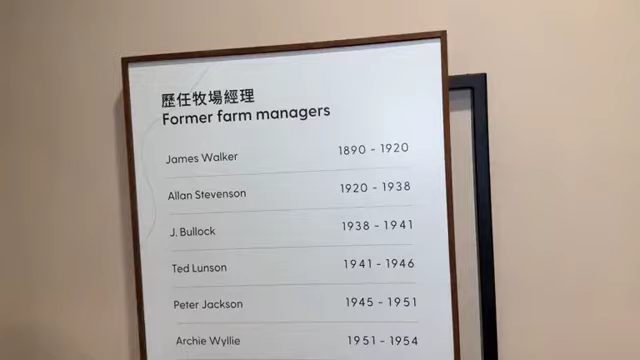 歷任牧場經理
Former farm managers
James Walker 1890 - 1920
Allan Stevenson 1920 - 1938
J. Bullock 1938 - 1941
Ted Lunson 1941 - 1946
Peter Jackson 1945 - 1951
Archie Wyllie 1951 - 1954